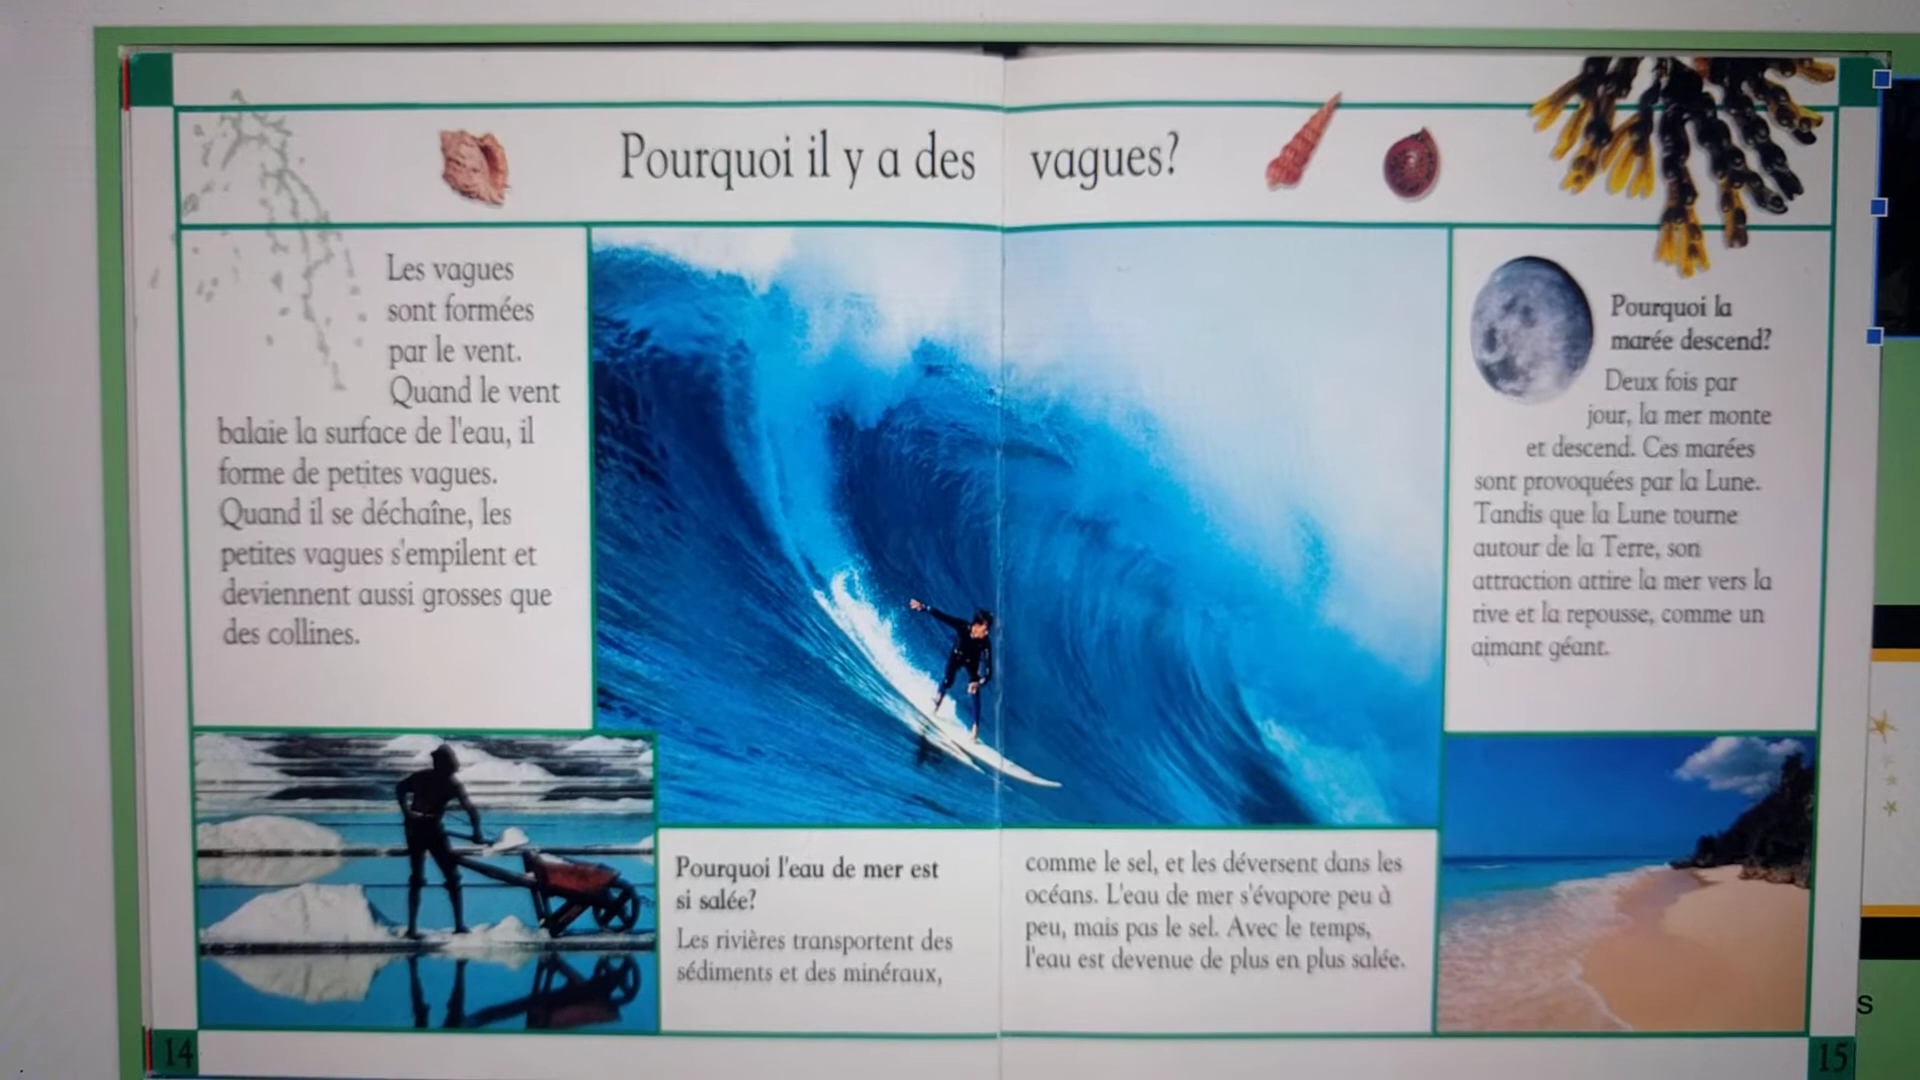 Pourquoi il y a des vagues?
Les vagues
sont formées
par le vent.
Quand le vent
balaie la surface de l'eau, il
forme de petites vagues.
Quand il se déchaîne, les
petites vagues s'empilent et
deviennent aussi grosses que
des collines.
Pourquoi l'eau de mer est
si salée?
Les rivières transportent des
sédiments et des minéraux,
comme le sel, et les déversent dans les
océans. L'eau de mer s'évapore peu à
peu, mais pas le sel. Avec le temps,
l'eau est devenue de plus en plus salée.
Pourquoi la
marée descend?
Deux fois par
jour, la mer monte
et descend. Ces marées
sont provoquées par la Lune.
Tandis que la Lune tourne
autour de la Terre, son
attraction attire la mer vers la
rive et la repousse, comme un
aimant géant.
14
15
s